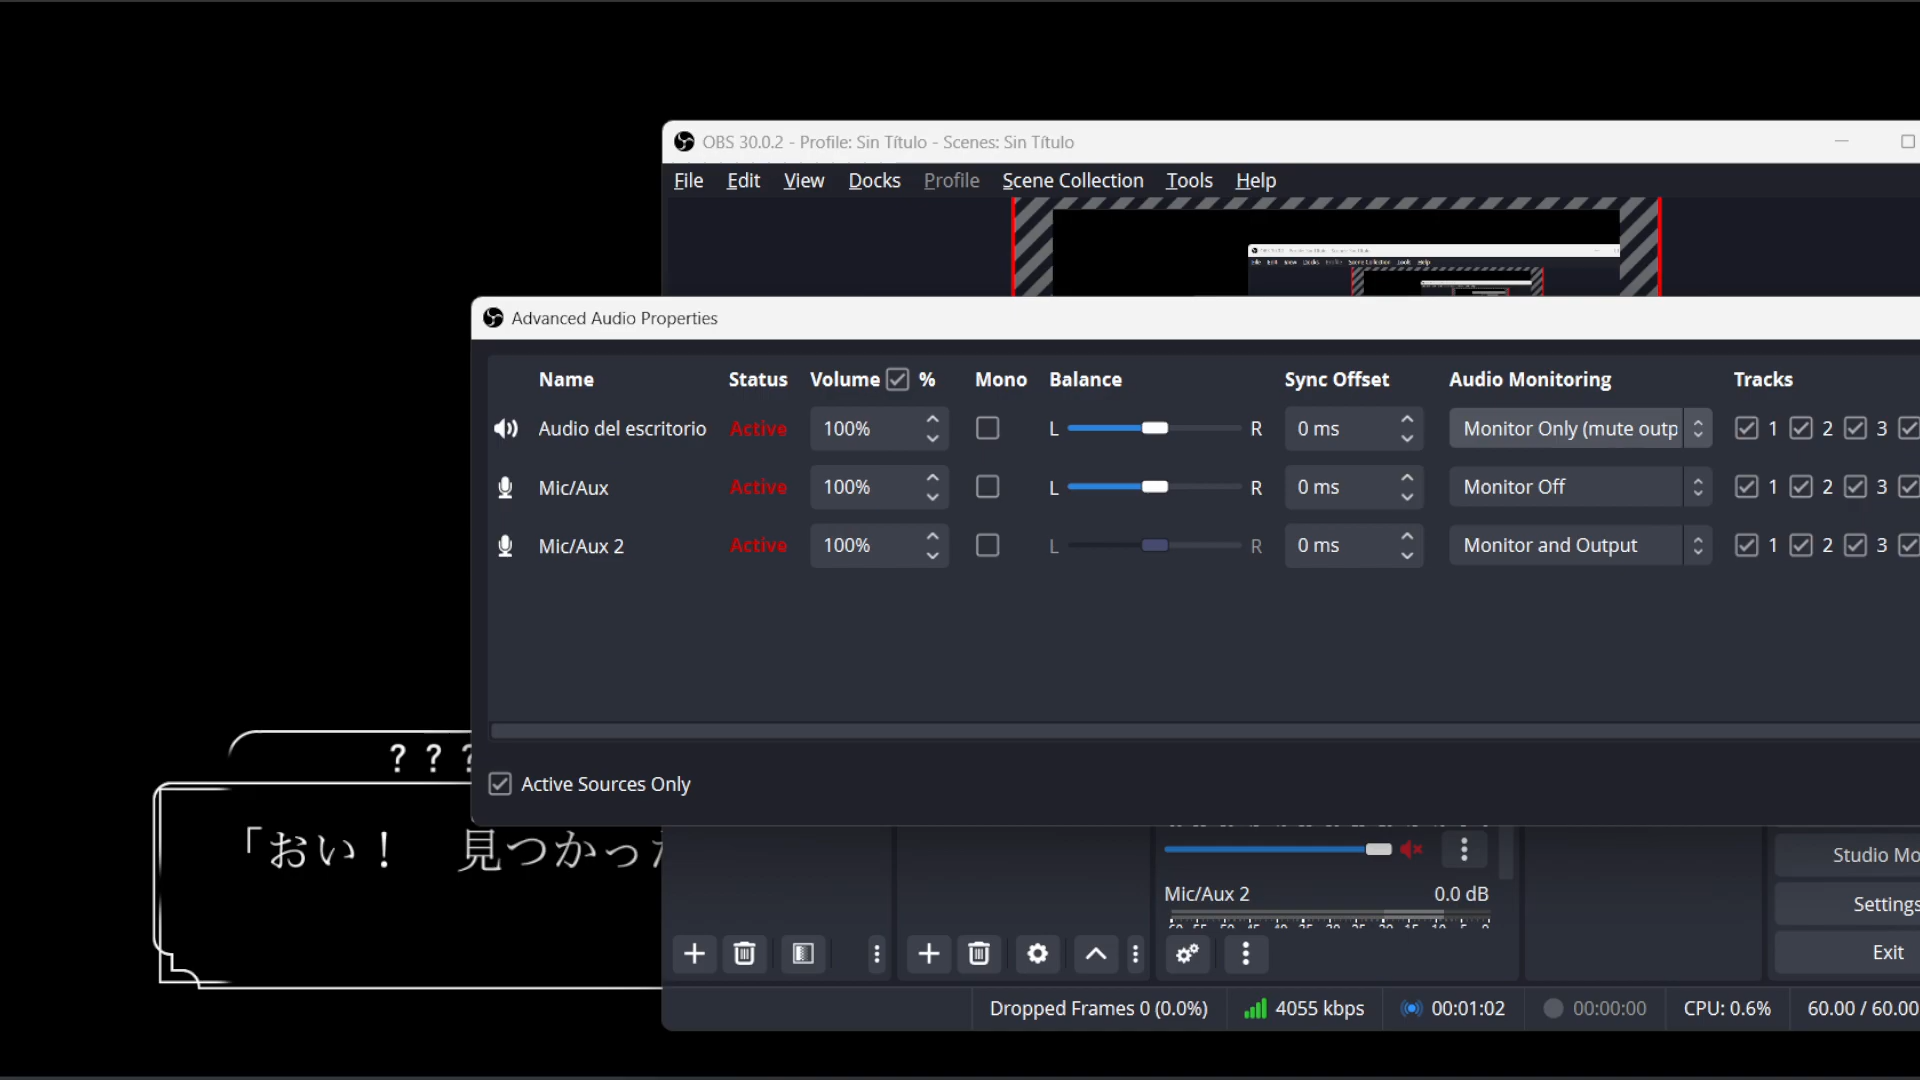 OBS 30.0.2 - Profile: Sin Título - Scenes: Sin Título
File Edit View Docks Profile Scene Collection Tools Help
Advanced Audio Properties
Name Status Volume % Mono Balance Sync Offset Audio Monitoring Tracks
Audio del escritorio Active 100% L R 0 ms Monitor Only (mute outp 1 2 3
Mic/Aux Active 100% L R 0 ms Monitor Off 1 2 3
Mic/Aux 2 Active 100% L R 0 ms Monitor and Output 1 2 3
？？？
Active Sources Only
「おい！　見つかった
Studio Mo
Mic/Aux 2 0.0 dB
Settings
Exit
Dropped Frames 0 (0.0%) 4055 kbps 00:01:02 00:00:00 CPU: 0.6% 60.00 / 60.00